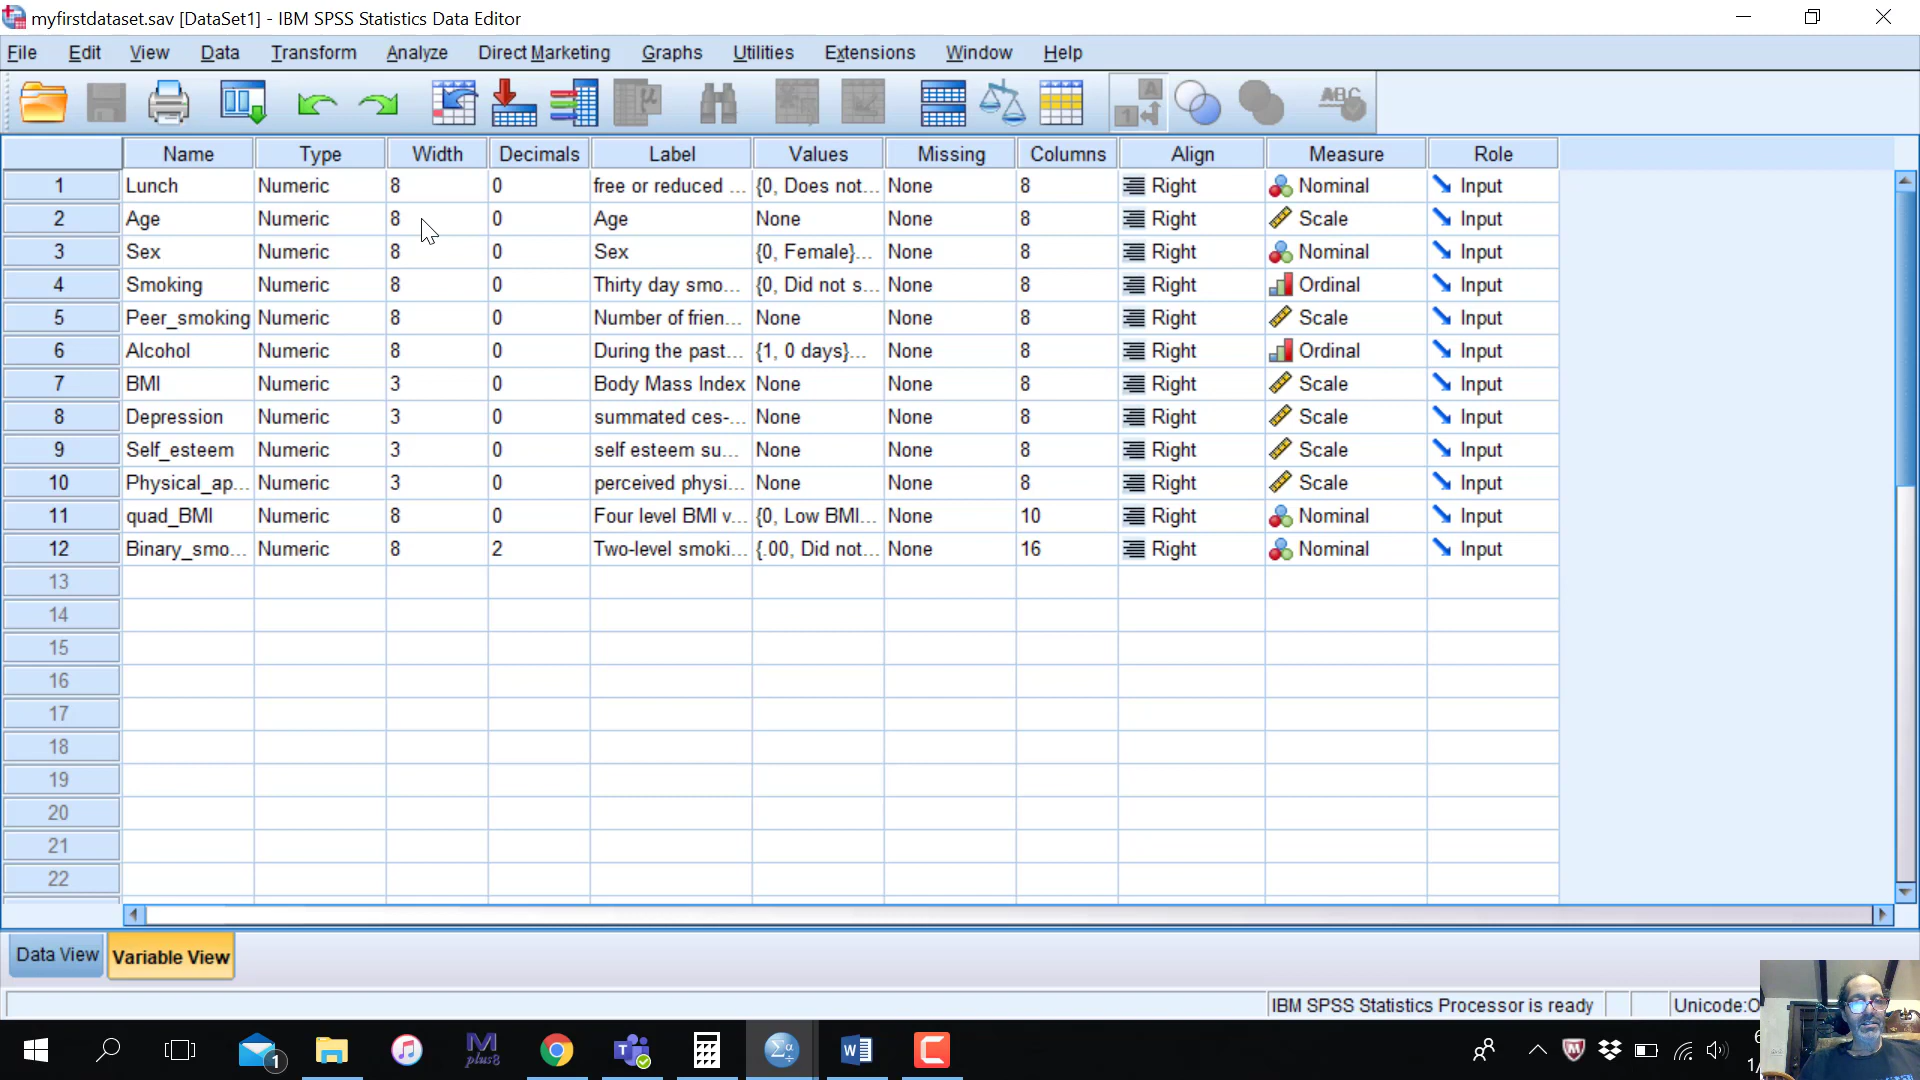 myfirstdataset.sav [DataSet1] - IBM SPSS Statistics Data Editor
File Edit View Data Transform Analyze Direct Marketing Graphs Utilities Extensions Window Help
Name Type Width Decimals Label Values Missing Columns Align Measure Role
1 Lunch Numeric 8 0 free or reduced ... {0, Does not... None 8 Right Nominal Input
2 Age Numeric 8 0 Age None None 8 Right Scale Input
3 Sex Numeric 8 0 Sex {0, Female}... None 8 Right Nominal Input
4 Smoking Numeric 8 0 Thirty day smo... {0, Did not s... None 8 Right Ordinal Input
5 Peer_smoking Numeric 8 0 Number of frien... None None 8 Right Scale Input
6 Alcohol Numeric 8 0 During the past... {1, 0 days}... None 8 Right Ordinal Input
7 BMI Numeric 3 0 Body Mass Index None None 8 Right Scale Input
8 Depression Numeric 3 0 summated ces-... None None 8 Right Scale Input
9 Self_esteem Numeric 3 0 self esteem su... None None 8 Right Scale Input
10 Physical_ap... Numeric 3 0 perceived physi... None None 8 Right Scale Input
11 quad_BMI Numeric 8 0 Four level BMI v... {0, Low BMI... None 10 Right Nominal Input
12 Binary_smo... Numeric 8 2 Two-level smoki... {.00, Did not... None 16 Right Nominal Input
13
14
15
16
17
18
19
20
21
22
Data View Variable View
IBM SPSS Statistics Processor is ready Unicode:O